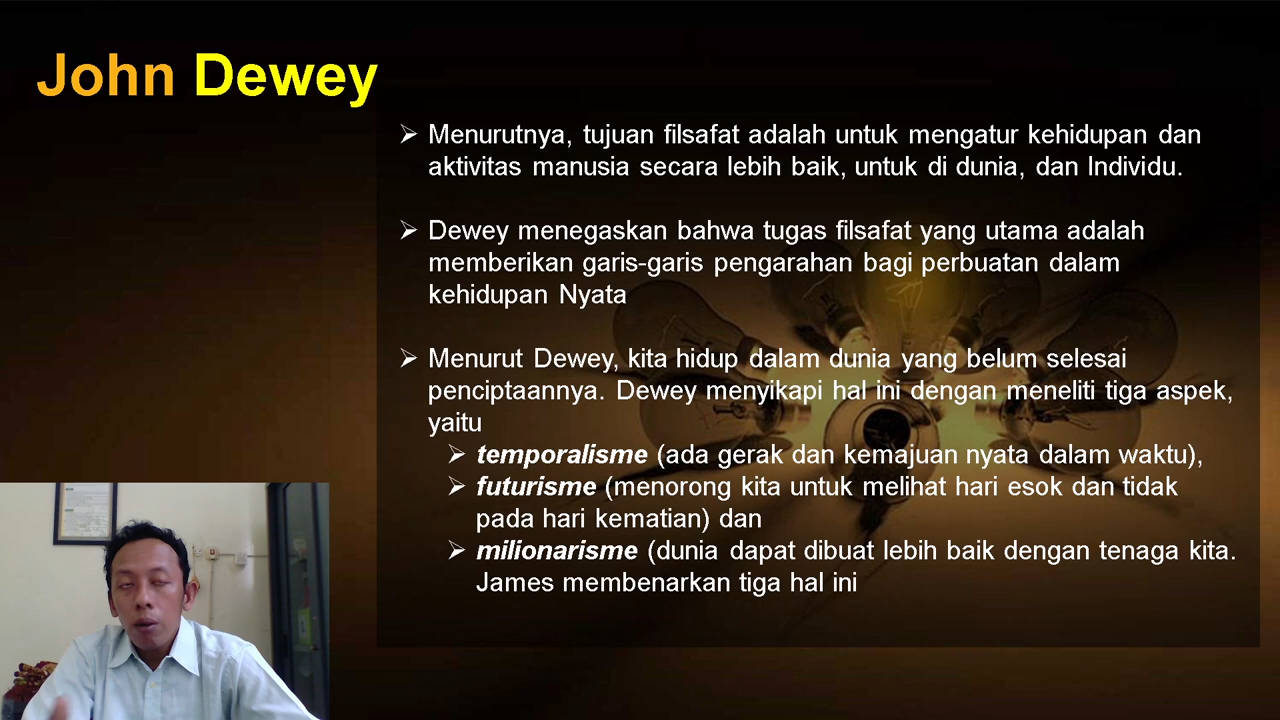 John Dewey
➢ Menurutnya, tujuan filsafat adalah untuk mengatur kehidupan dan
aktivitas manusia secara lebih baik, untuk di dunia, dan Individu.
➢ Dewey menegaskan bahwa tugas filsafat yang utama adalah
memberikan garis-garis pengarahan bagi perbuatan dalam
kehidupan Nyata
➢ Menurut Dewey, kita hidup dalam dunia yang belum selesai
penciptaannya. Dewey menyikapi hal ini dengan meneliti tiga aspek,
yaitu
➢ temporalisme (ada gerak dan kemajuan nyata dalam waktu),
➢ futurisme (menorong kita untuk melihat hari esok dan tidak
pada hari kematian) dan
➢ milionarisme (dunia dapat dibuat lebih baik dengan tenaga kita.
James membenarkan tiga hal ini